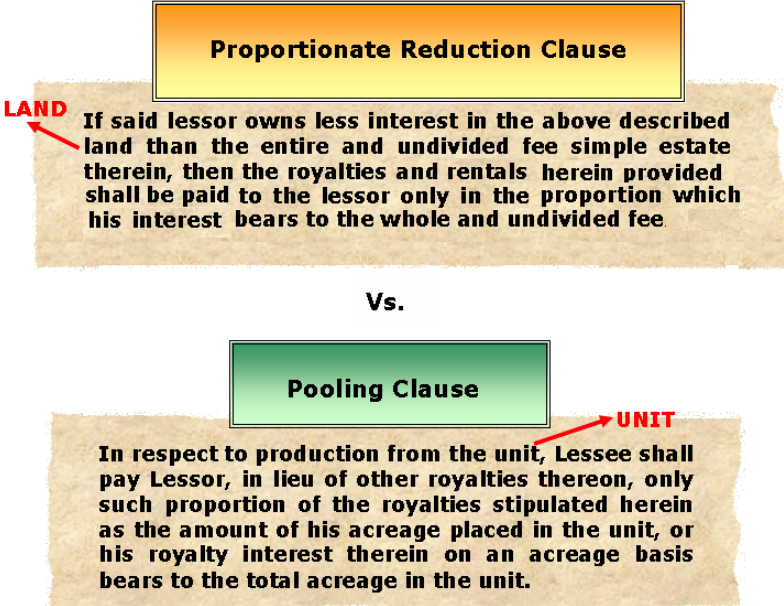 Proportionate Reduction Clause
LAND
If said lessor owns less interest in the above described
land than the entire and undivided fee simple estate
therein, then the royalties and rentals herein provided
shall be paid to the lessor only in the proportion which
his interest bears to the whole and undivided fee.
Vs.
Pooling Clause
UNIT
In respect to production from the unit, Lessee shall
pay Lessor, in lieu of other royalties thereon, only
such proportion of the royalties stipulated herein
as the amount of his acreage placed in the unit, or
his royalty interest therein on an acreage basis
bears to the total acreage in the unit.